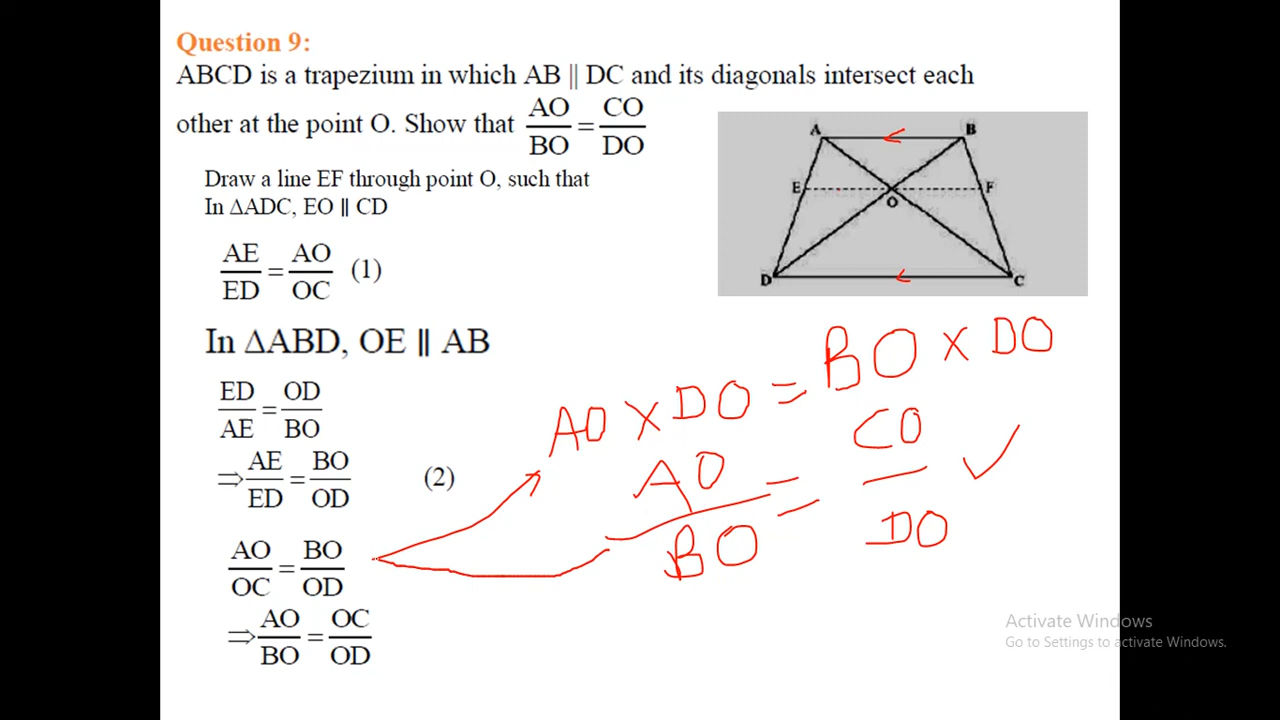 Question 9:
ABCD is a trapezium in which AB || DC and its diagonals intersect each
other at the point O. Show that AO/BO = CO/DO
Draw a line EF through point O, such that
In ΔADC, EO || CD
AE/ED = AO/OC (1)
In ΔABD, OE || AB
ED/AE = OD/BO
⇒ AE/ED = BO/OD (2)
AO/OC = BO/OD
⇒ AO/BO = OC/OD
A B
E O F
D C
AO × DO = BO × DO
AO/BO = CO/DO ✓
Activate Windows
Go to Settings to activate Windows.